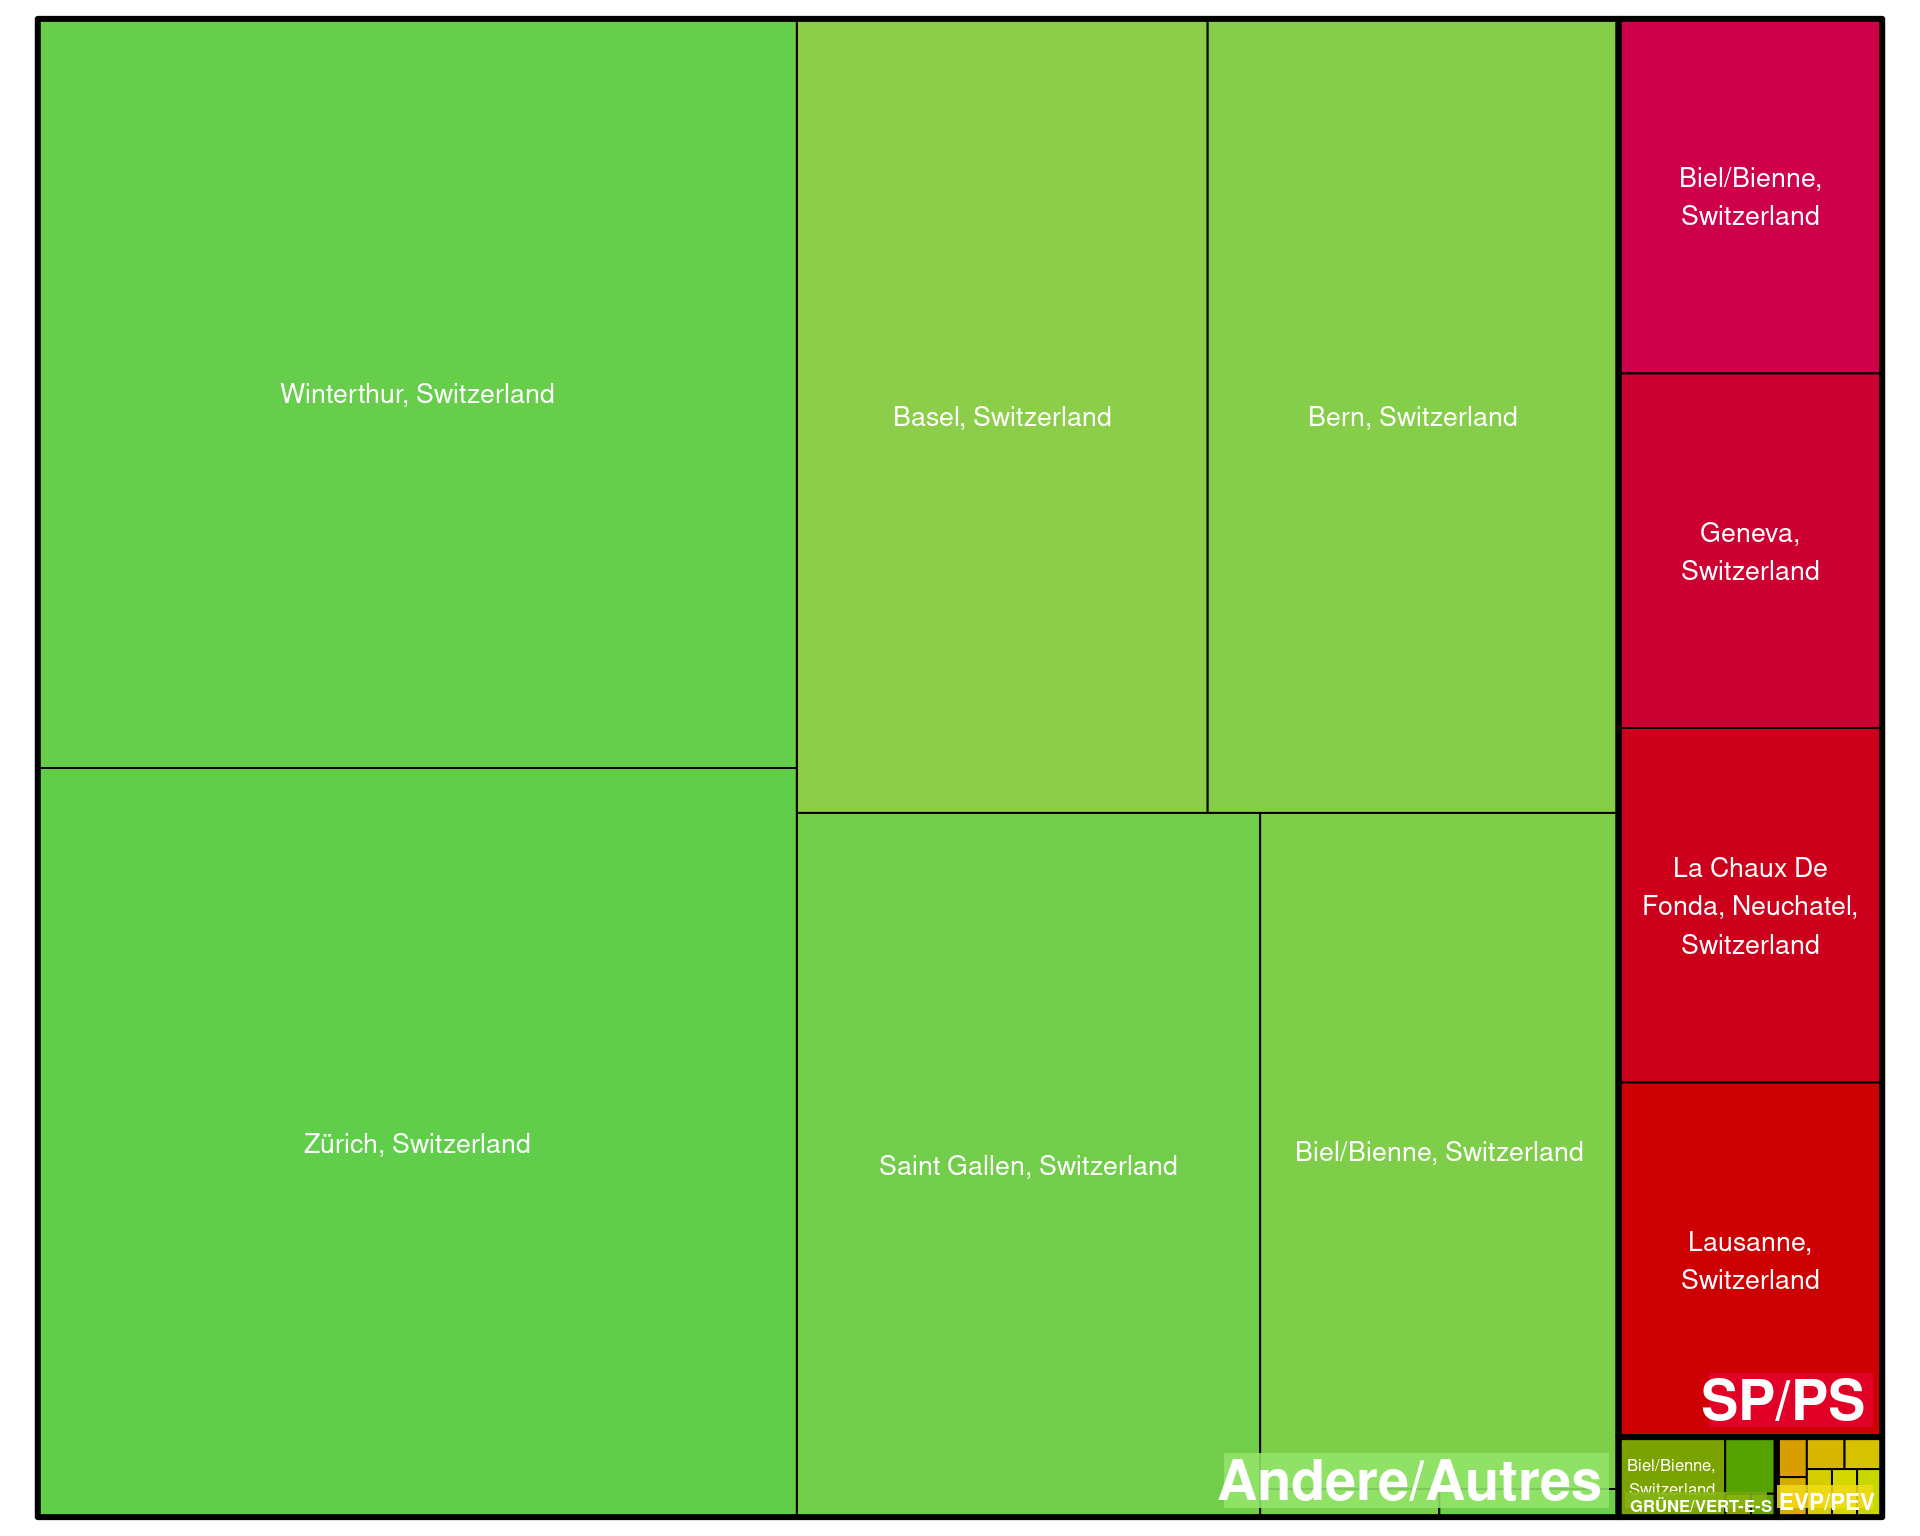 Winterthur, Switzerland
Zürich, Switzerland
Basel, Switzerland
Bern, Switzerland
Saint Gallen, Switzerland
Biel/Bienne, Switzerland
Andere/Autres
Biel/Bienne,
Switzerland
Geneva,
Switzerland
La Chaux De
Fonda, Neuchatel,
Switzerland
Lausanne,
Switzerland
SP/PS
Biel/Bienne,
Switzerland
GRÜNE/VERT-E-S
EVP/PEV